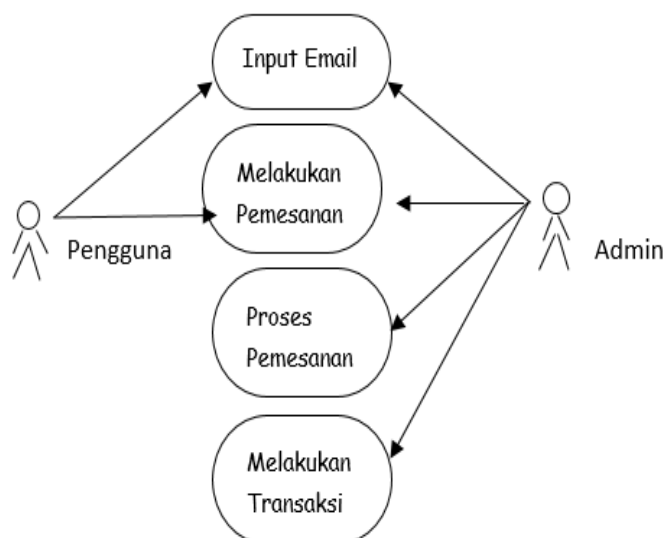 Input Email
Melakukan
Pemesanan
Pengguna
Admin
Proses
Pemesanan
Melakukan
Transaksi